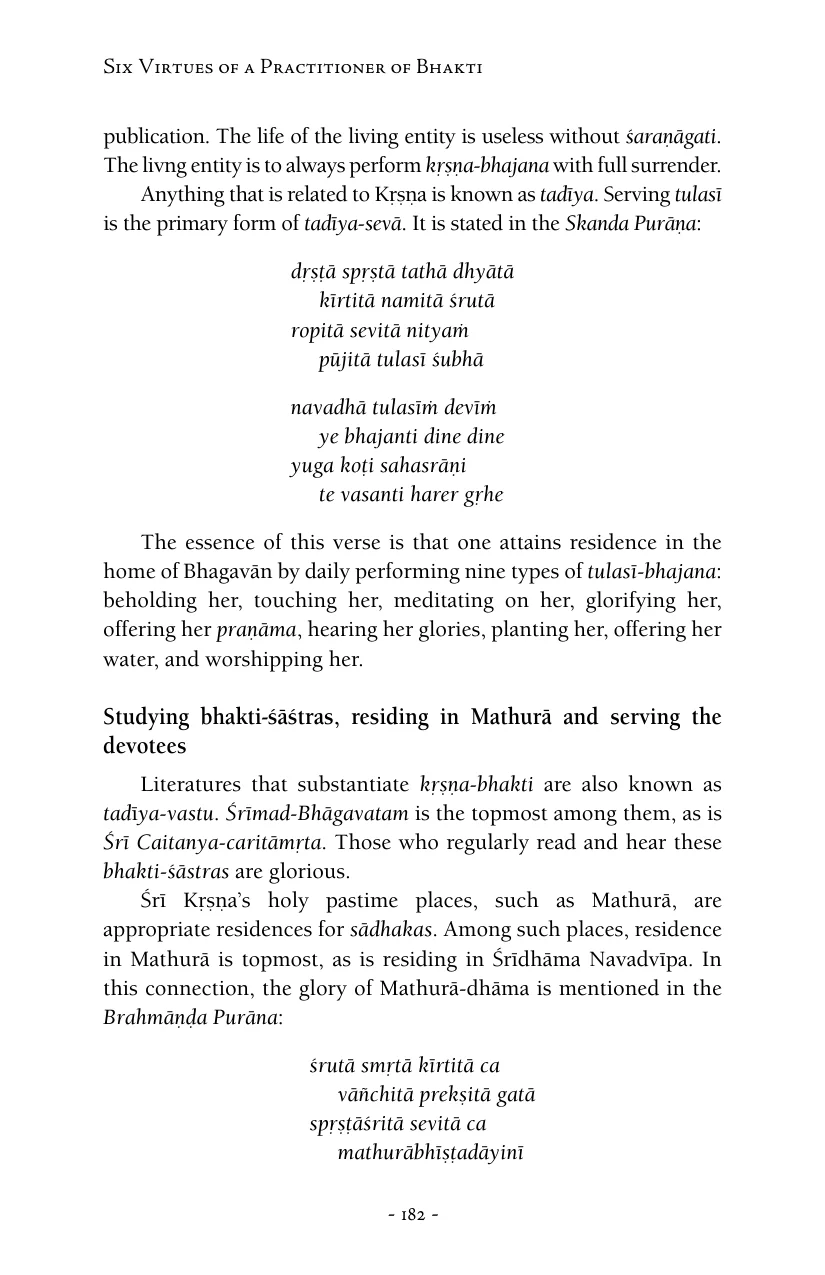 Six Virtues of a Practitioner of Bhakti
publication. The life of the living entity is useless without śaraṇāgati.
The livng entity is to always perform kṛṣṇa-bhajana with full surrender.
Anything that is related to Kṛṣṇa is known as tadīya. Serving tulasī
is the primary form of tadīya-sevā. It is stated in the Skanda Purāṇa:
dṛṣṭā spṛṣtā tathā dhyātā
kīrtitā namitā śrutā
ropitā sevitā nityaṁ
pūjitā tulasī śubhā
navadhā tulasīṁ devīṁ
ye bhajanti dine dine
yuga koṭi sahasrāṇi
te vasanti harer gṛhe
The essence of this verse is that one attains residence in the
home of Bhagavān by daily performing nine types of tulasī-bhajana:
beholding her, touching her, meditating on her, glorifying her,
offering her praṇāma, hearing her glories, planting her, offering her
water, and worshipping her.
Studying bhakti-śāśtras, residing in Mathurā and serving the
devotees
Literatures that substantiate kṛṣṇa-bhakti are also known as
tadīya-vastu. Śrīmad-Bhāgavatam is the topmost among them, as is
Śrī Caitanya-caritāmṛta. Those who regularly read and hear these
bhakti-śāstras are glorious.
Śrī Kṛṣṇa’s holy pastime places, such as Mathurā, are
appropriate residences for sādhakas. Among such places, residence
in Mathurā is topmost, as is residing in Śrīdhāma Navadvīpa. In
this connection, the glory of Mathurā-dhāma is mentioned in the
Brahmāṇḍa Purāna:
śrutā smṛtā kīrtitā ca
vāñchitā prekṣitā gatā
spṛṣṭāśritā sevitā ca
mathurābhīṣṭadāyinī
- 182 -